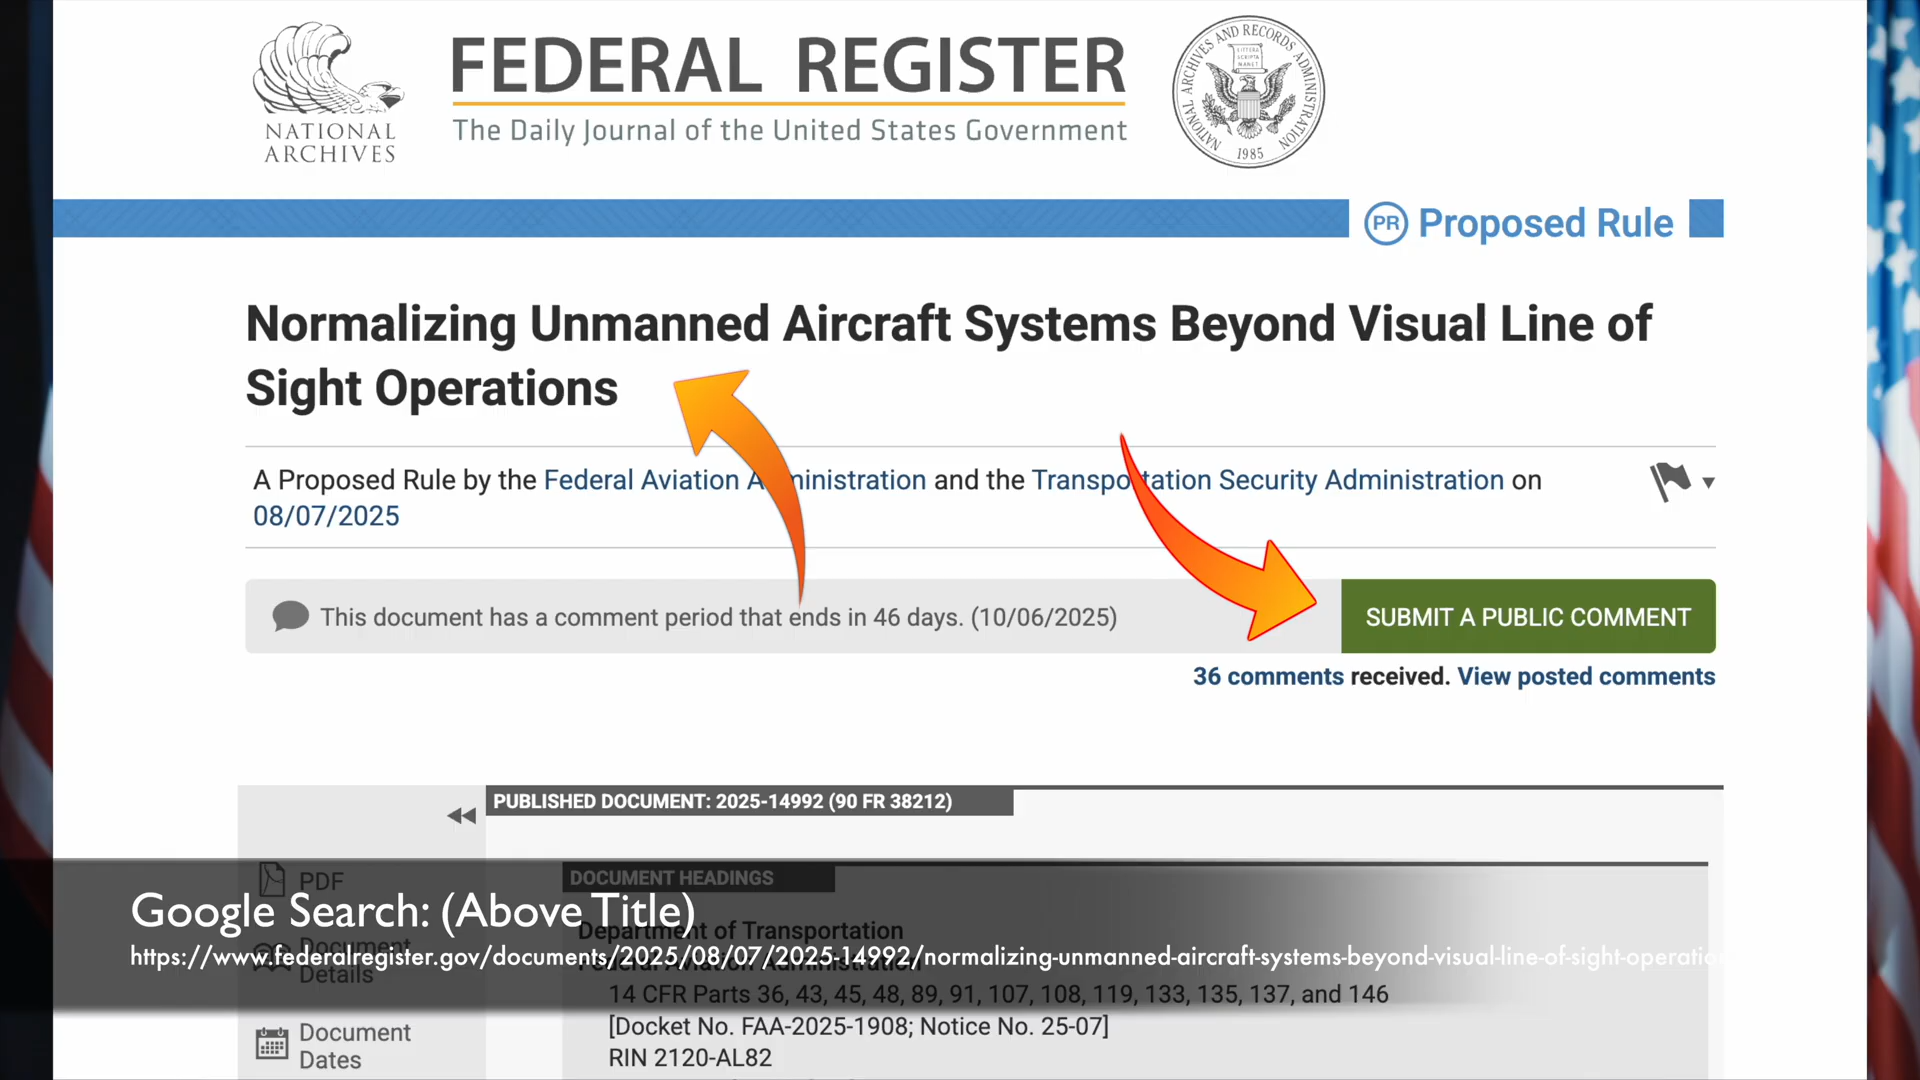 NATIONAL
ARCHIVES
FEDERAL REGISTER
The Daily Journal of the United States Government
NATIONAL ARCHIVES AND RECORDS ADMINISTRATION
LITTERA
SCRIPTA
MANET
1985
PR Proposed Rule
Normalizing Unmanned Aircraft Systems Beyond Visual Line of
Sight Operations
A Proposed Rule by the Federal Aviation Administration and the Transportation Security Administration on
08/07/2025
This document has a comment period that ends in 46 days. (10/06/2025)
SUBMIT A PUBLIC COMMENT
36 comments received. View posted comments
PUBLISHED DOCUMENT: 2025-14992 (90 FR 38212)
PDF
DOCUMENT HEADINGS
Google Search: (Above Title)
Department of Transportation
https://www.federalregister.gov/documents/2025/08/07/2025-14992/normalizing-unmanned-aircraft-systems-beyond-visual-line-of-sight-operatio
Federal Aviation Administration
Document
Details
14 CFR Parts 36, 43, 45, 48, 89, 91, 107, 108, 119, 133, 135, 137, and 146
[Docket No. FAA-2025-1908; Notice No. 25-07]
RIN 2120-AL82
Document
Dates